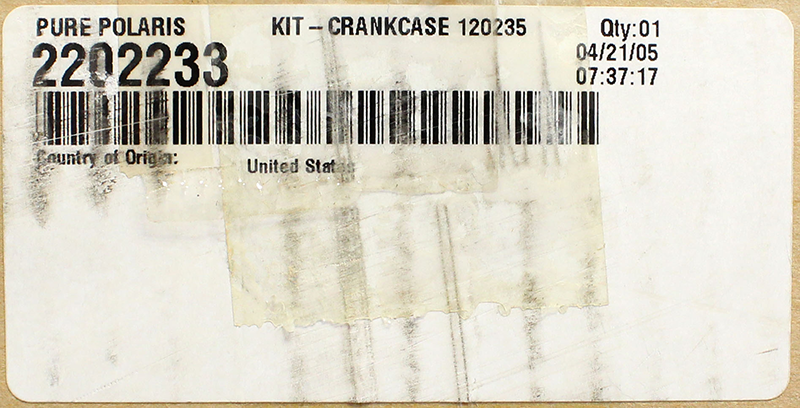 PURE POLARIS KIT – CRANKCASE 120235 Qty:01
2202233 04/21/05
07:37:17
Country of Origin: United States